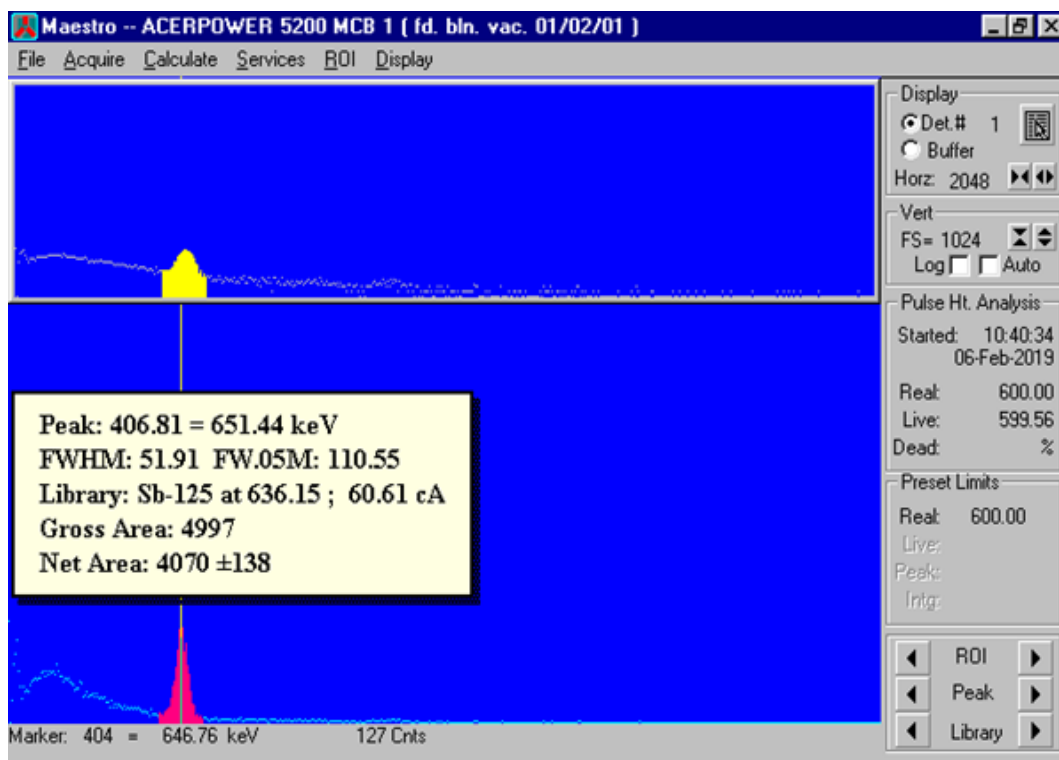 Maestro -- ACERPOWER 5200 MCB 1 ( fd. bln. vac. 01/02/01 )
File Acquire Calculate Services ROI Display
Display
Det.# 1
Buffer
Horz: 2048
Vert
FS= 1024
Log Auto
Pulse Ht. Analysis
Started: 10:40:34
06-Feb-2019
Real: 600.00
Live: 599.56
Dead: %
Preset Limits
Real: 600.00
Live:
Peak:
Intg:
ROI
Peak
Library
Peak: 406.81 = 651.44 keV
FWHM: 51.91 FW.05M: 110.55
Library: Sb-125 at 636.15 ; 60.61 cA
Gross Area: 4997
Net Area: 4070 ±138
Marker: 404 = 646.76 keV 127 Cnts